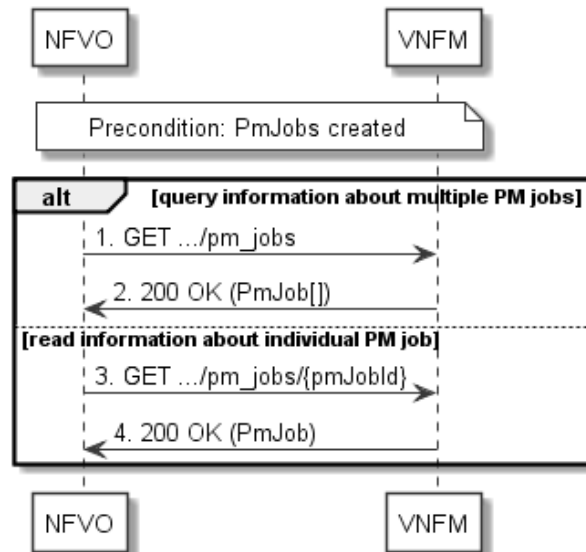 NFVO VNFM
Precondition: PmJobs created
alt [query information about multiple PM jobs]
1. GET .../pm_jobs
2. 200 OK (PmJob[])
[read information about individual PM job]
3. GET .../pm_jobs/{pmJobId}
4. 200 OK (PmJob)
NFVO VNFM